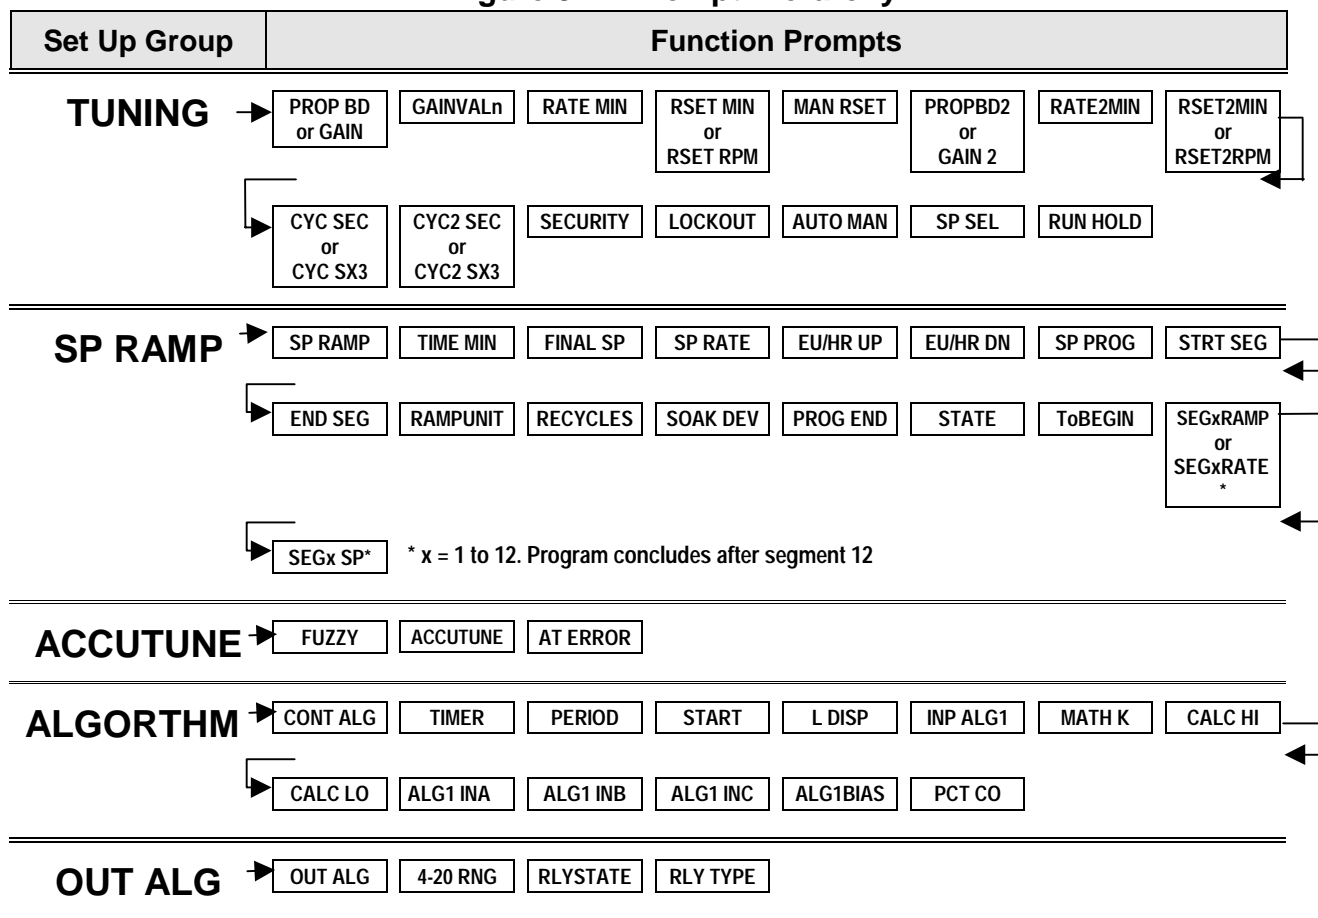 Set Up Group Function Prompts
TUNING PROP BD or GAIN GAINVALn RATE MIN RSET MIN or RSET RPM MAN RSET PROPBD2 or GAIN 2 RATE2MIN RSET2MIN or RSET2RPM
CYC SEC or CYC SX3 CYC2 SEC or CYC2 SX3 SECURITY LOCKOUT AUTO MAN SP SEL RUN HOLD
SP RAMP SP RAMP TIME MIN FINAL SP SP RATE EU/HR UP EU/HR DN SP PROG STRT SEG
END SEG RAMPUNIT RECYCLES SOAK DEV PROG END STATE ToBEGIN SEGxRAMP or SEGxRATE *
SEGx SP* * x = 1 to 12. Program concludes after segment 12
ACCUTUNE FUZZY ACCUTUNE AT ERROR
ALGORTHM CONT ALG TIMER PERIOD START L DISP INP ALG1 MATH K CALC HI
CALC LO ALG1 INA ALG1 INB ALG1 INC ALG1BIAS PCT CO
OUT ALG OUT ALG 4-20 RNG RLYSTATE RLY TYPE